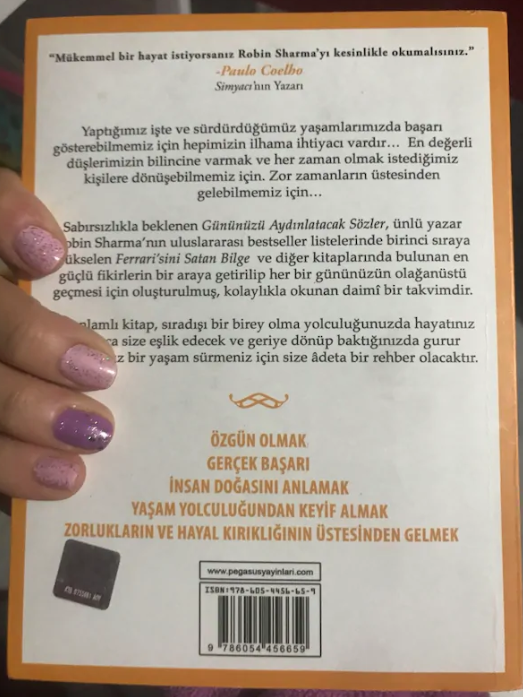 "Mükemmel bir hayat istiyorsanız Robin Sharma'yı kesinlikle okumalısınız."
-Paulo Coelho
Simyacı'nın Yazarı
Yaptığımız işte ve sürdürdüğümüz yaşamlarımızda başarı
gösterebilmemiz için hepimizin ilhama ihtiyacı vardır... En değerli
düşlerimizin bilincine varmak ve her zaman olmak istediğimiz
kişilere dönüşebilmemiz için. Zor zamanların üstesinden
gelebilmemiz için...
Sabırsızlıkla beklenen Gününüzü Aydınlatacak Sözler, ünlü yazar
obin Sharma'nın uluslararası bestseller listelerinde birinci sıraya
ükselen Ferrari'sini Satan Bilge ve diğer kitaplarında bulunan en
güçlü fikirlerin bir araya getirilip her bir gününüzün olağanüstü
geçmesi için oluşturulmuş, kolaylıkla okunan daimî bir takvimdir.
lamlı kitap, sıradışı bir birey olma yolculuğunuzda hayatınız
ca size eşlik edecek ve geriye dönüp baktığınızda gurur
z bir yaşam sürmeniz için size âdeta bir rehber olacaktır.
ÖZGÜN OLMAK
GERÇEK BAŞARI
İNSAN DOĞASINI ANLAMAK
YAŞAM YOLCULUĞUNDAN KEYİF ALMAK
ZORLUKLARIN VE HAYAL KIRIKLIĞININ ÜSTESİNDEN GELMEK
www.pegasusyayinlari.com
ISBN:978-605-4456-65-9
9 786054 456659